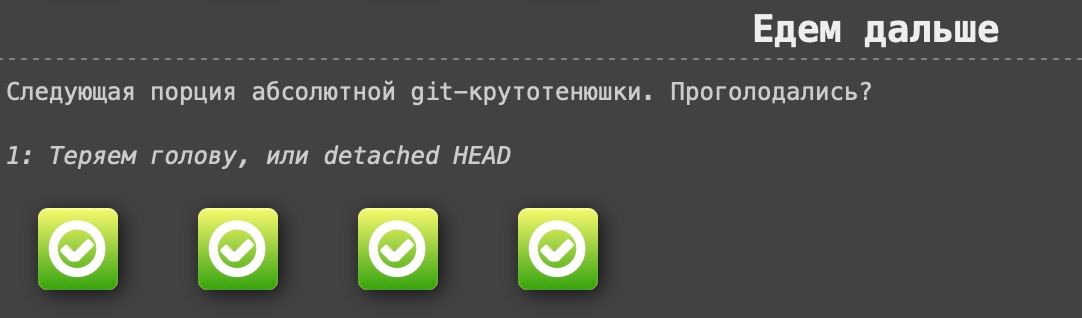 Едем дальше
Следующая порция абсолютной git-крутотенюшки. Проголодались?
1: Теряем голову, или detached HEAD